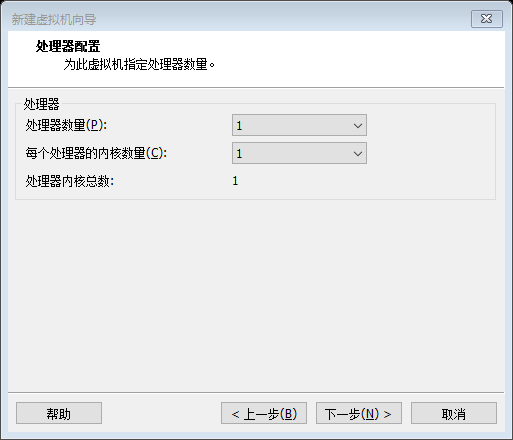 新建虚拟机向导
处理器配置
为此虚拟机指定处理器数量。
处理器
处理器数量(P): 1
每个处理器的内核数量(C): 1
处理器内核总数: 1
帮助 < 上一步(B) 下一步(N) > 取消